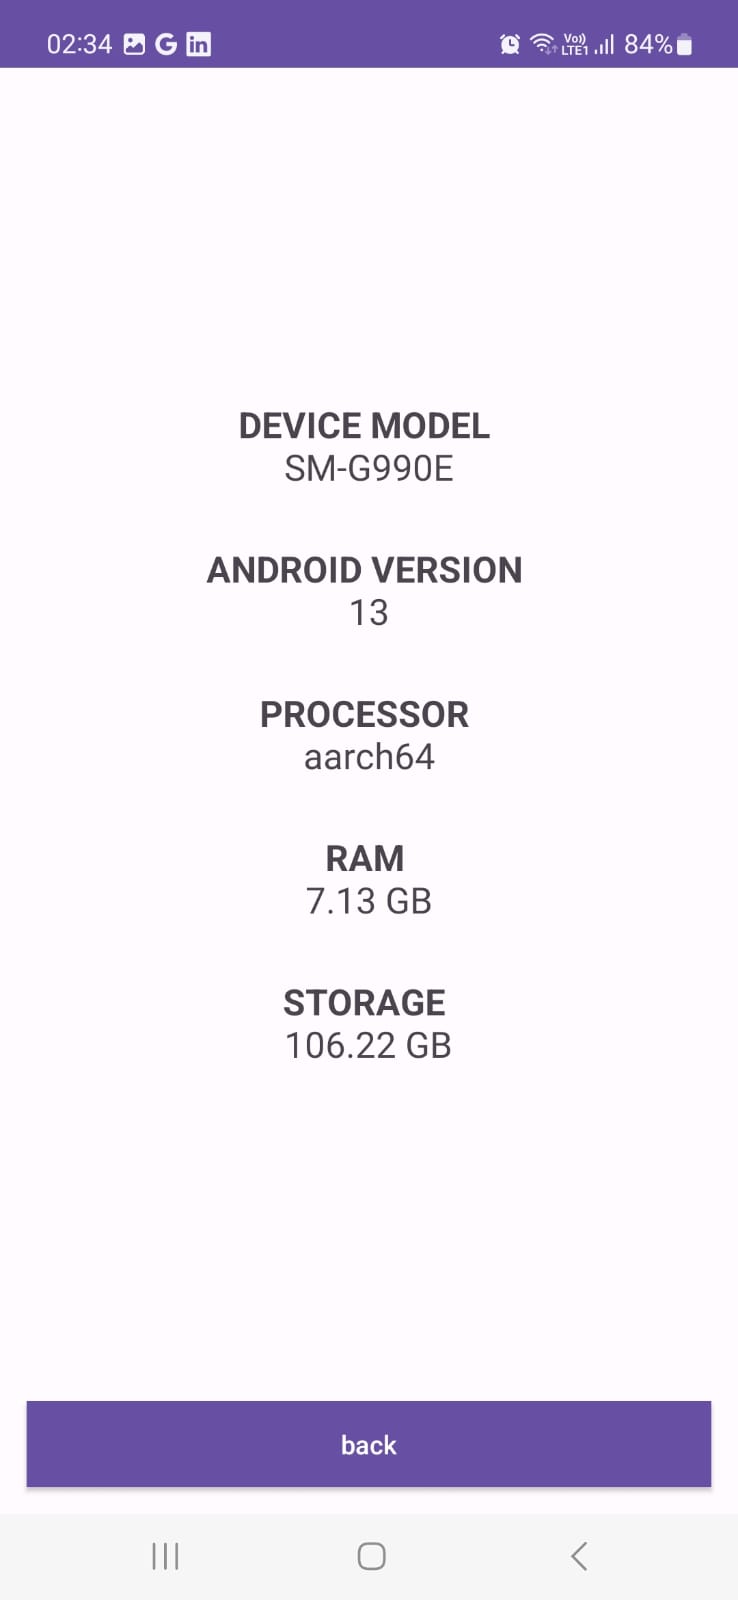 02:34 G in Vo)) LTE1 84%
DEVICE MODEL
SM-G990E
ANDROID VERSION
13
PROCESSOR
aarch64
RAM
7.13 GB
STORAGE
106.22 GB
back